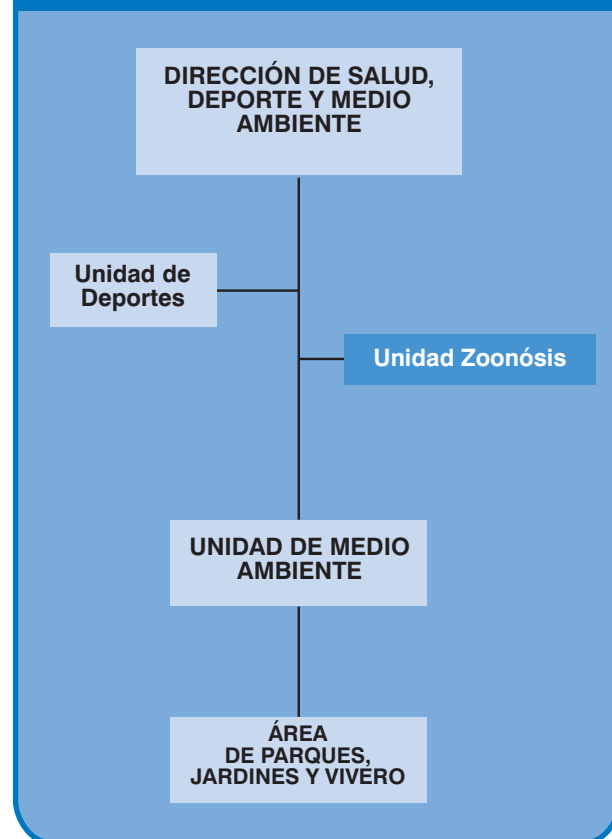 DIRECCIÓN DE SALUD,
DEPORTE Y MEDIO
AMBIENTE
Unidad de
Deportes
Unidad Zoonósis
UNIDAD DE MEDIO
AMBIENTE
ÁREA
DE PARQUES,
JARDINES Y VIVERO